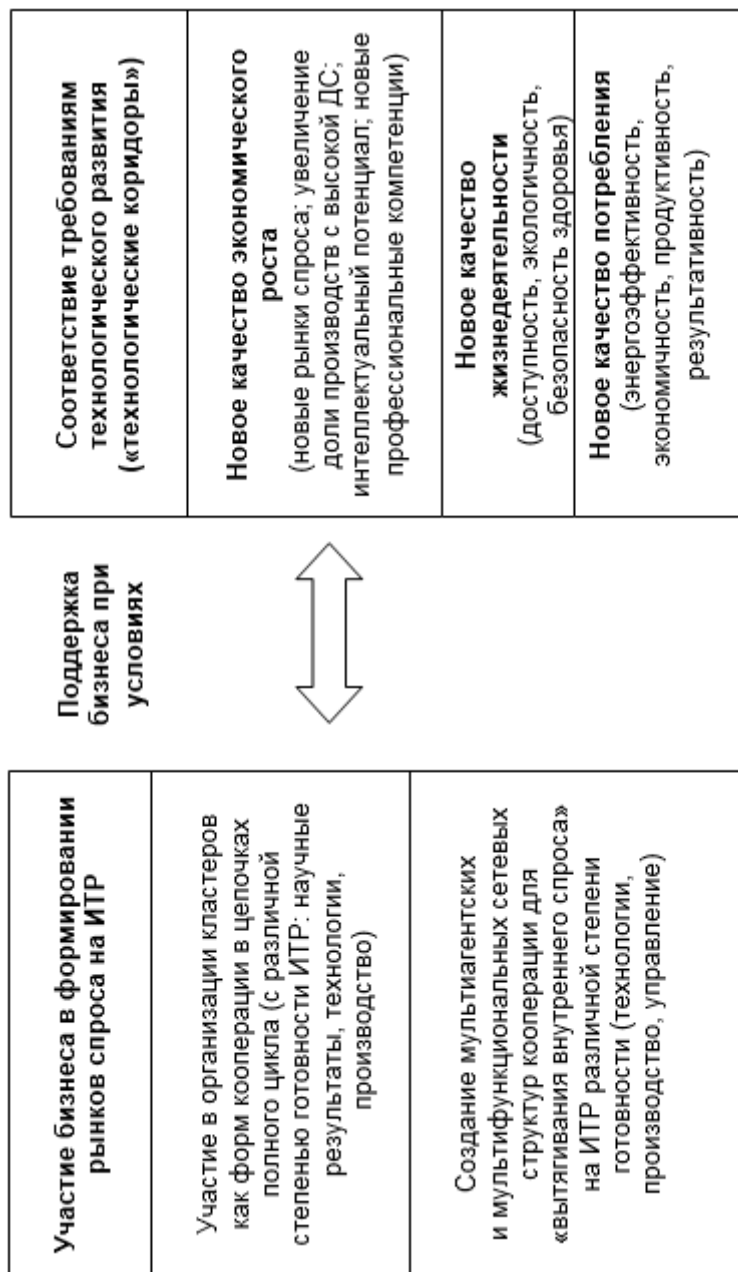 Участие бизнеса в формировании
рынков спроса на ИТР
Участие в организации кластеров
как форм кооперации в цепочках
полного цикла (с различной
степенью готовности ИТР: научные
результаты, технологии,
производство)
Создание мультиагентских
и мультифункциональных сетевых
структур кооперации для
«вытягивания внутреннего спроса»
на ИТР различной степени
готовности (технологии,
производство, управление)
Поддержка
бизнеса при
условиях
Соответствие требованиям
технологического развития
(«технологические коридоры»)
Новое качество экономического
роста
(новые рынки спроса; увеличение
доли производств с высокой ДС;
интеллектуальный потенциал; новые
профессиональные компетенции)
Новое качество
жизнедеятельности
(доступность, экологичность,
безопасность здоровья)
Новое качество потребления
(энергоэффективность,
экономичность, продуктивность,
результативность)